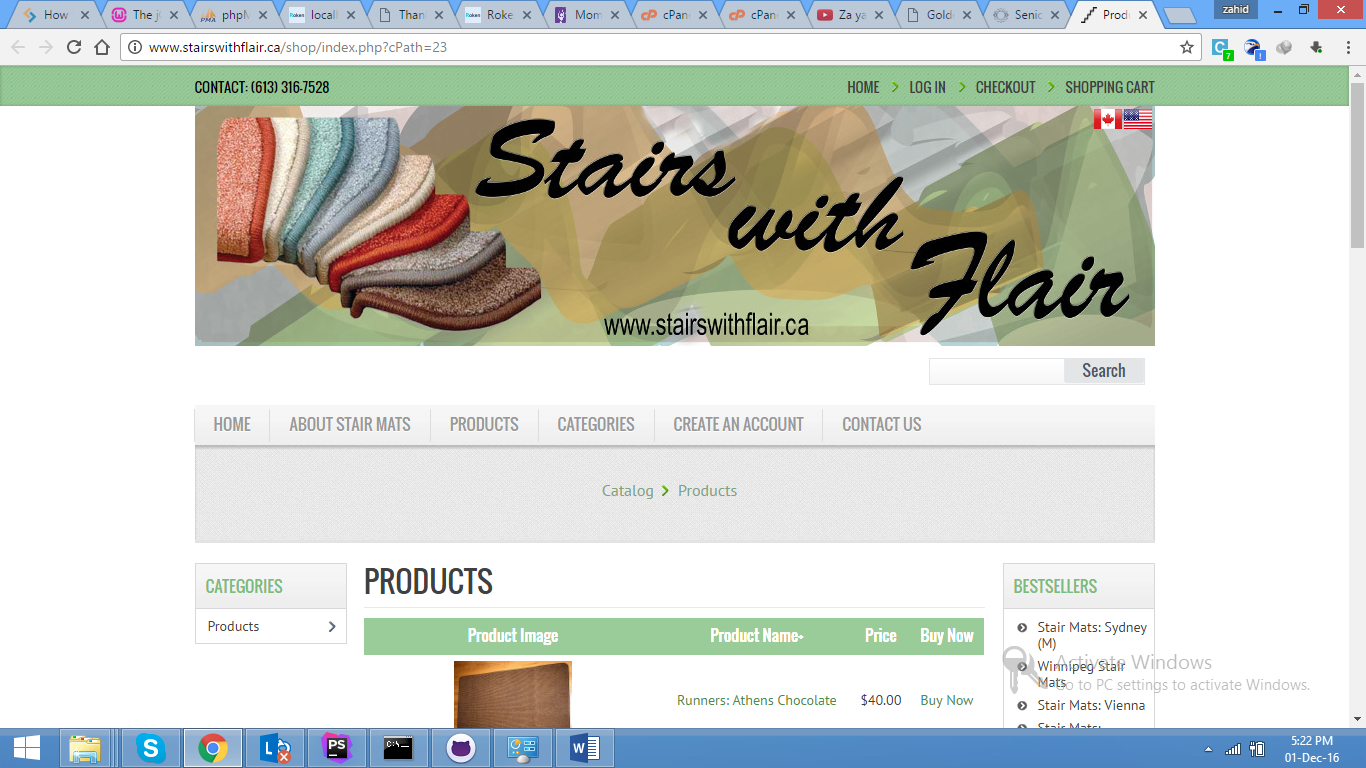 How
The j
phpM
locall
Than
Roke
Mom
cPan
cPan
Za ya
Gold
Senic
Prod
zahid
www.stairswithflair.ca/shop/index.php?cPath=23
CONTACT: (613) 316-7528
HOME LOG IN CHECKOUT SHOPPING CART
Stairs
with
Flair
www.stairswithflair.ca
Search
HOME ABOUT STAIR MATS PRODUCTS CATEGORIES CREATE AN ACCOUNT CONTACT US
Catalog Products
CATEGORIES
Products
PRODUCTS
Product Image Product Name+ Price Buy Now
Runners: Athens Chocolate $40.00 Buy Now
BESTSELLERS
Stair Mats: Sydney
(M)
Winnipeg Stair
Mats
Stair Mats: Vienna
Stair Mats:
Activate Windows
Go to PC settings to activate Windows.
5:22 PM
01-Dec-16